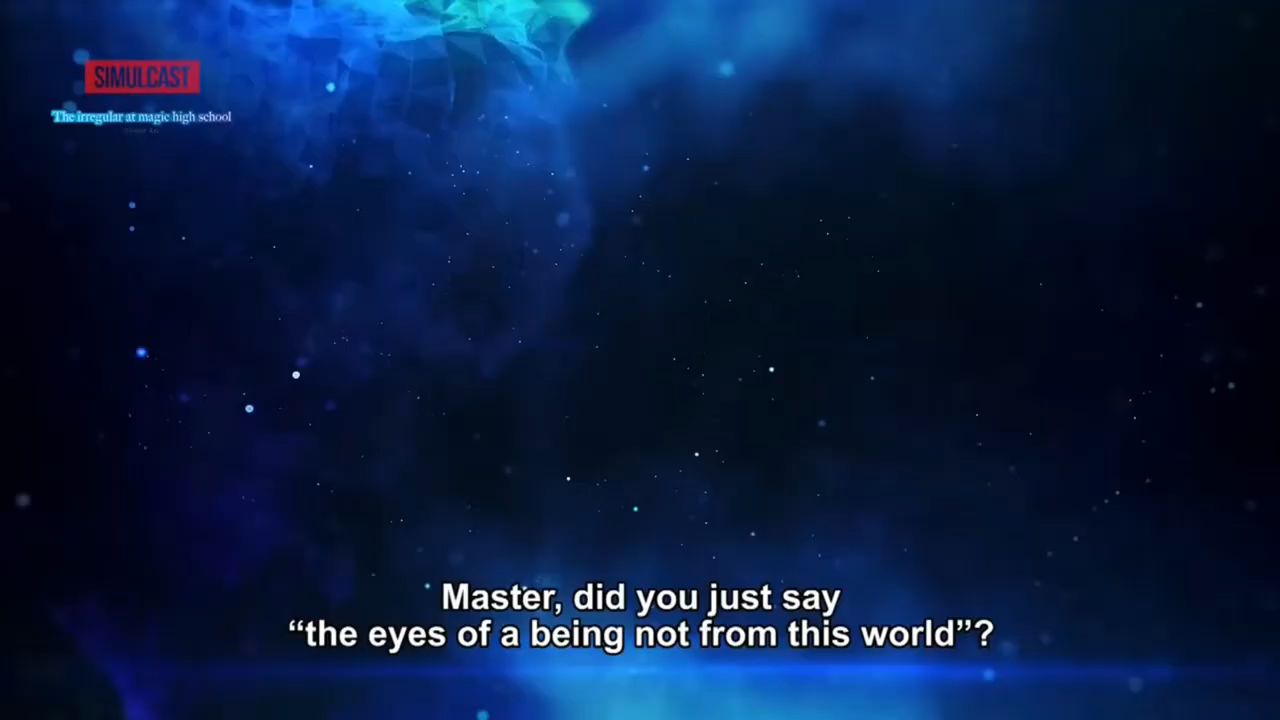 SIMULCAST
The irregular at magic high school
Master, did you just say
“the eyes of a being not from this world”?